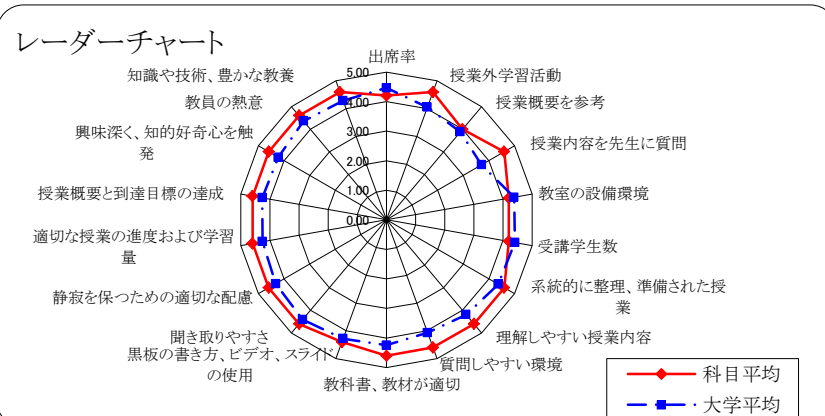 レーダーチャート
出席率
授業外学習活動
授業概要を参考
授業内容を先生に質問
教室の設備環境
受講学生数
系統的に整理、準備された授
業
理解しやすい授業内容
質問しやすい環境
教科書、教材が適切
黒板の書き方、ビデオ、スライド
の使用
聞き取りやすさ
静寂を保つための適切な配慮
適切な授業の進度および学習
量
授業概要と到達目標の達成
興味深く、知的好奇心を触
発
教員の熱意
知識や技術、豊かな教養
5.00
4.00
3.00
2.00
1.00
0.00
科目平均
大学平均